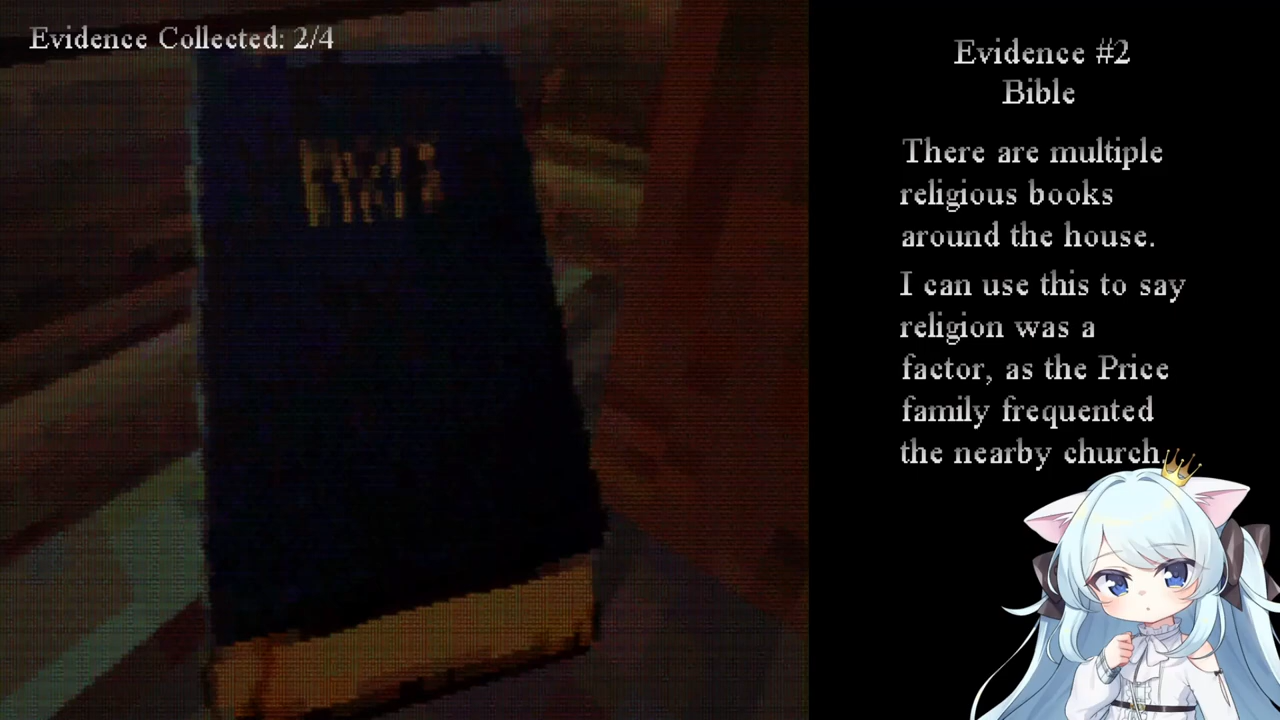 Evidence Collected: 2/4
Evidence #2
Bible
There are multiple
religious books
around the house.
I can use this to say
religion was a
factor, as the Price
family frequented
the nearby church.